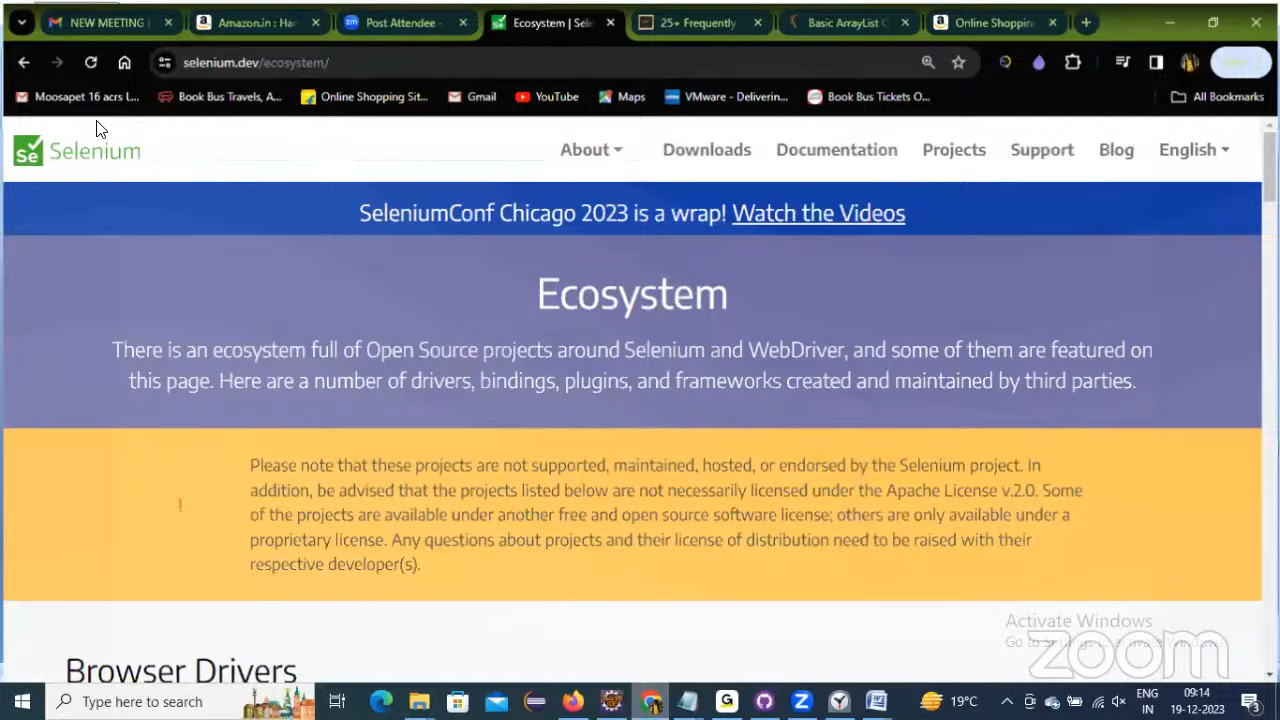 NEW MEETING
Amazon.in : Har
Post Attendee -
Ecosystem | Sele
25+ Frequently
Basic ArrayList C
Online Shoppin
selenium.dev/ecosystem/
Moosapet 16 acrs L...
Book Bus Travels, A...
Online Shopping Sit...
Gmail
YouTube
Maps
VMware - Deliverin...
Book Bus Tickets O...
All Bookmarks
Se Selenium
About
Downloads
Documentation
Projects
Support
Blog
English
SeleniumConf Chicago 2023 is a wrap! Watch the Videos
Ecosystem
There is an ecosystem full of Open Source projects around Selenium and WebDriver, and some of them are featured on
this page. Here are a number of drivers, bindings, plugins, and frameworks created and maintained by third parties.
Please note that these projects are not supported, maintained, hosted, or endorsed by the Selenium project. In
addition, be advised that the projects listed below are not necessarily licensed under the Apache License v.2.0. Some
! of the projects are available under another free and open source software license; others are only available under a
proprietary license. Any questions about projects and their license of distribution need to be raised with their
respective developer(s).
Activate Windows
Go to Settings to activate Windows.
zoom
Browser Drivers
Type here to search
19°C
ENG
IN
09:14
19-12-2023
3